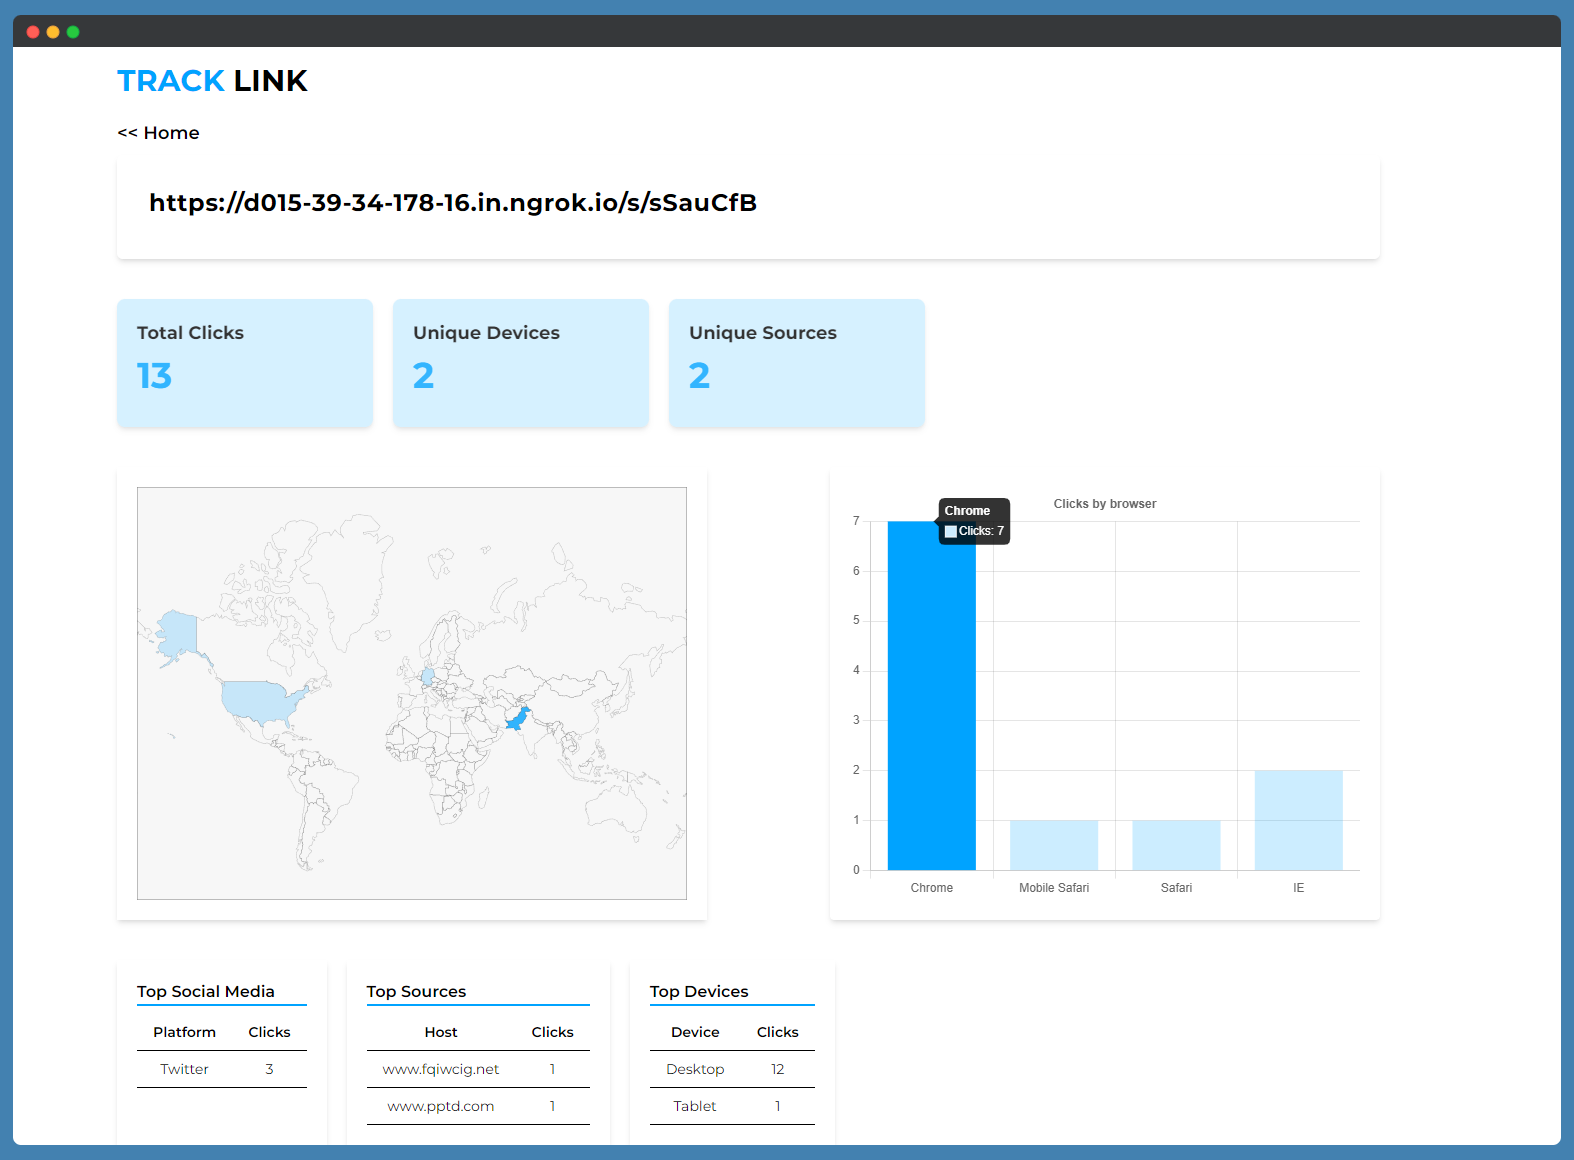 TRACK LINK
<< Home
https://d015-39-34-178-16.in.ngrok.io/s/sSauCfB
Total Clicks
13
Unique Devices
2
Unique Sources
2
Clicks by browser
Chrome
Clicks: 7
7
6
5
4
3
2
1
0
Chrome Mobile Safari Safari IE
Top Social Media
Platform Clicks
Twitter 3
Top Sources
Host Clicks
www.fqiwcig.net 1
www.pptd.com 1
Top Devices
Device Clicks
Desktop 12
Tablet 1